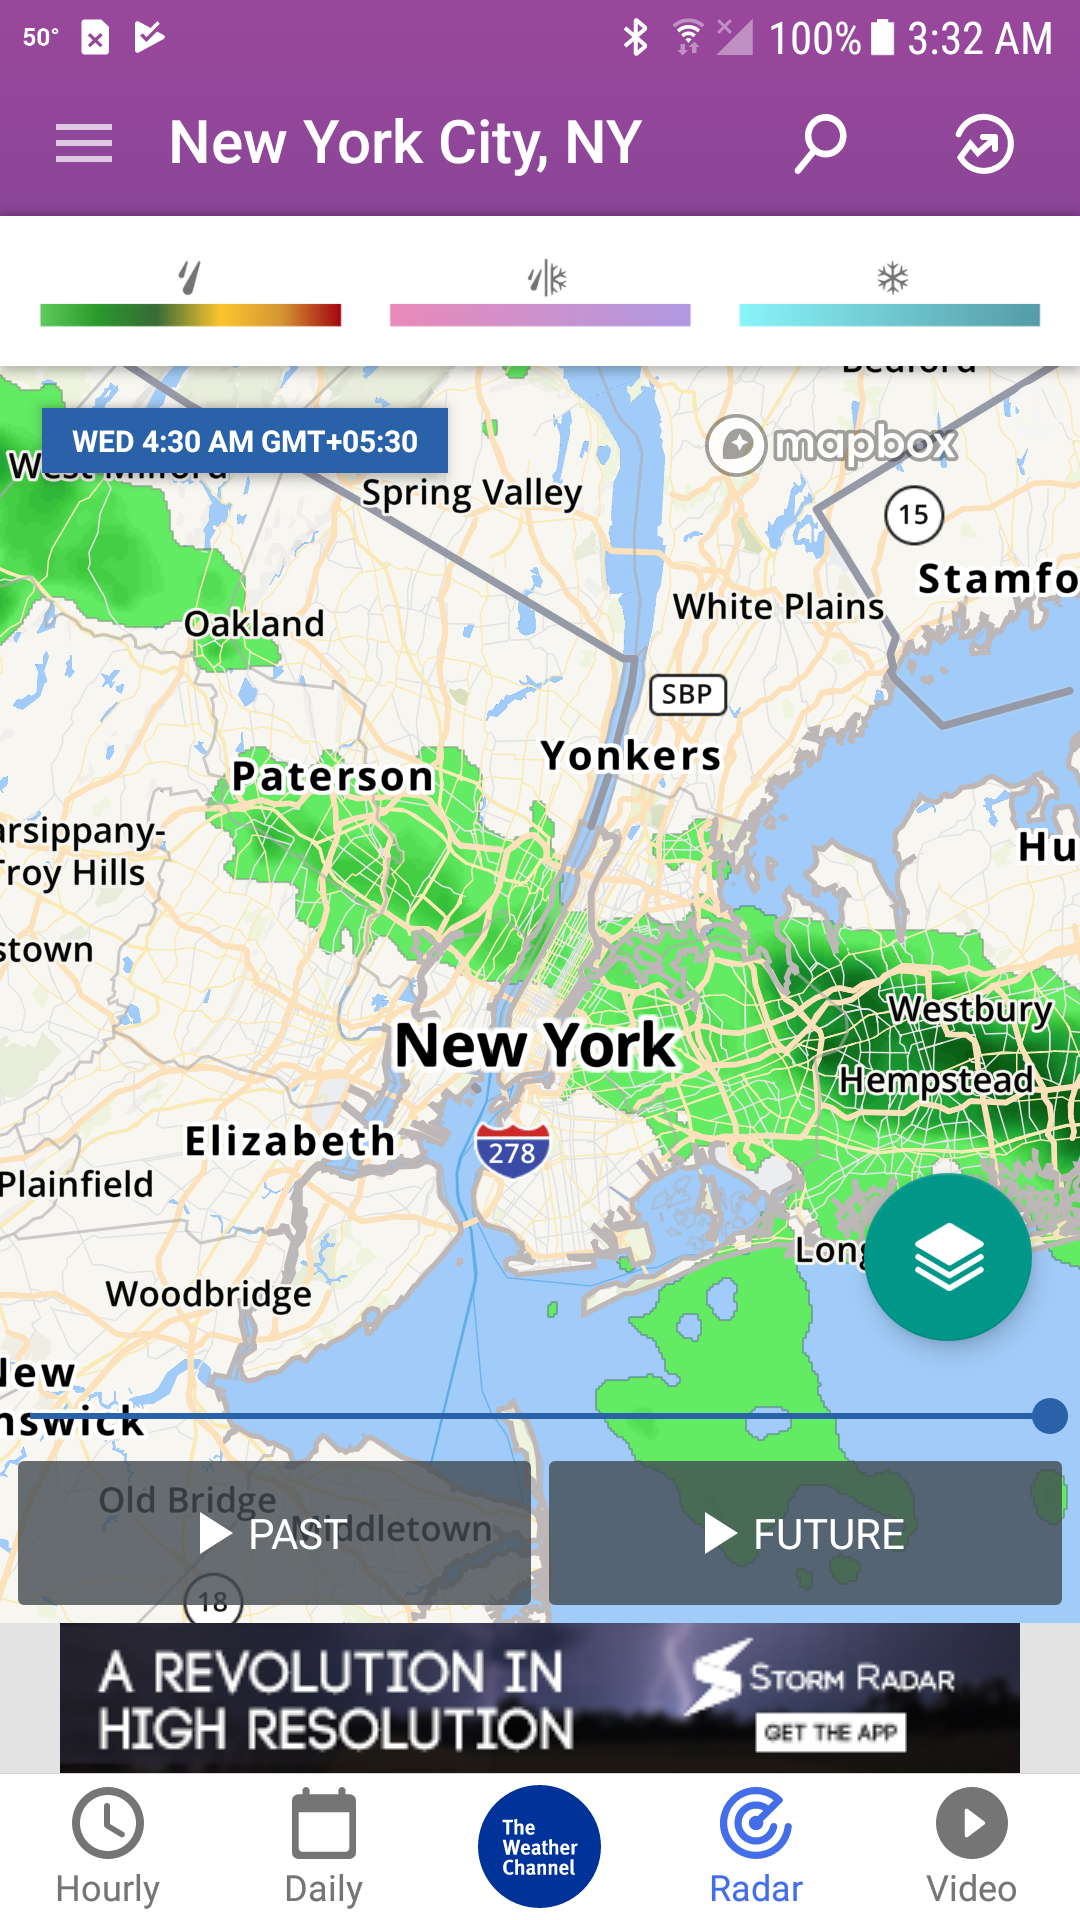 50°
100% 3:32 AM
New York City, NY
Bedford
WED 4:30 AM GMT+05:30
mapbox
West Milford
Spring Valley
15
Stamfo
White Plains
Oakland
SBP
Yonkers
Paterson
arsippany-
Troy Hills
Hu
stown
Westbury
New York
Hempstead
Elizabeth
278
Plainfield
Long
Woodbridge
New
nswick
Old Bridge
Middletown
PAST
FUTURE
18
A REVOLUTION IN
HIGH RESOLUTION
STORM RADAR
GET THE APP
The
Weather
Channel
Hourly
Daily
Radar
Video